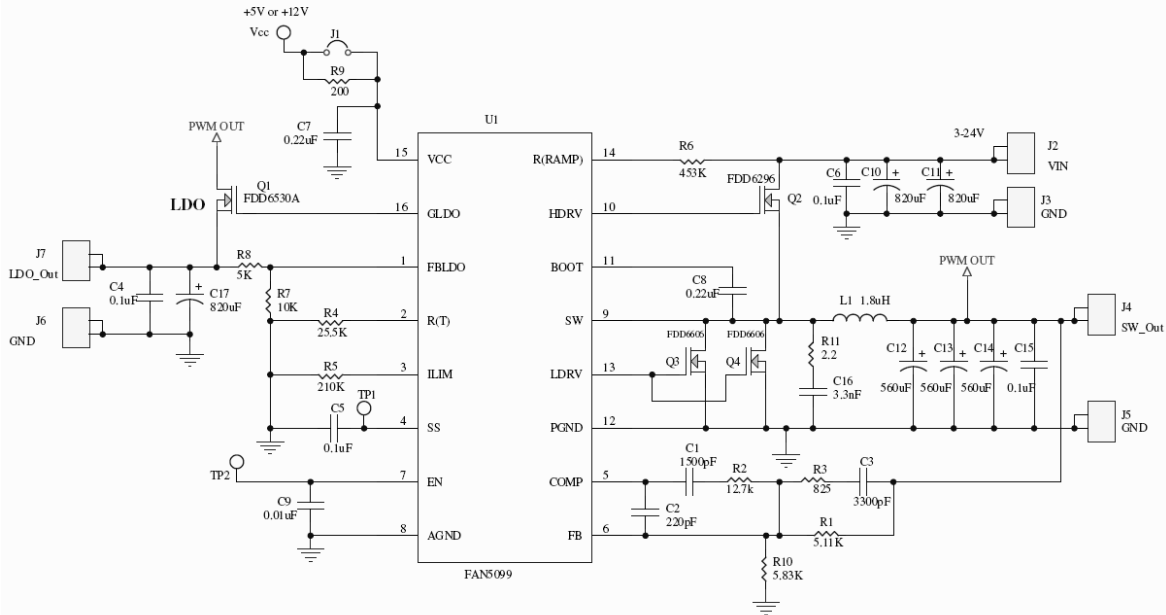 +5V or +12V
Vcc
J1
R9
200
C7
0.22uF
PWM OUT
U1
15 VCC
R(RAMP) 14
R6
453K
3-24V
J2
VIN
Q1
FDD6530A
LDO
16 GLDO
HDRV 10
FDD6296
Q2
C6
0.1uF
C10
+
820uF
C11
+
820uF
J3
GND
J7
LDO_Out
R8
5K
1 FBLDO
BOOT 11
C8
0.22uF
PWM OUT
C4
0.1uF
C17
+
820uF
R7
10K
J6
GND
R4
25.5K
2 R(T)
SW 9
L1 1.8uH
J4
SW_Out
FDD6606
Q3
FDD6606
Q4
R11
2.2
C12
+
560uF
C13
+
560uF
C14
+
560uF
C15
0.1uF
R5
210K
3 ILIM
LDRV 13
C16
3.3nF
C5
0.1uF
TP1
4 SS
PGND 12
J5
GND
TP2
7 EN
COMP 5
C1
1500pF
R2
12.7k
R3
825
C3
3300pF
C9
0.01uF
C2
220pF
8 AGND
FB 6
R1
5.11K
R10
5.83K
FAN5099